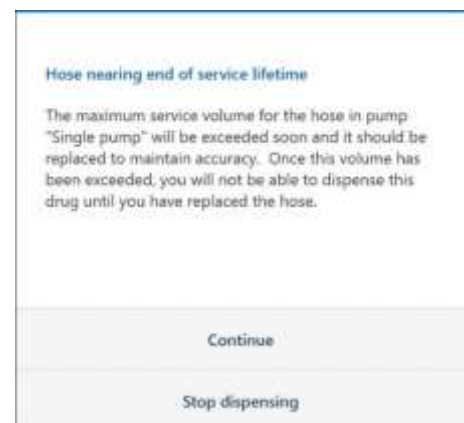 Hose nearing end of service lifetime
The maximum service volume for the hose in pump
"Single pump" will be exceeded soon and it should be
replaced to maintain accuracy.  Once this volume has
been exceeded, you will not be able to dispense this
drug until you have replaced the hose.
Continue
Stop dispensing